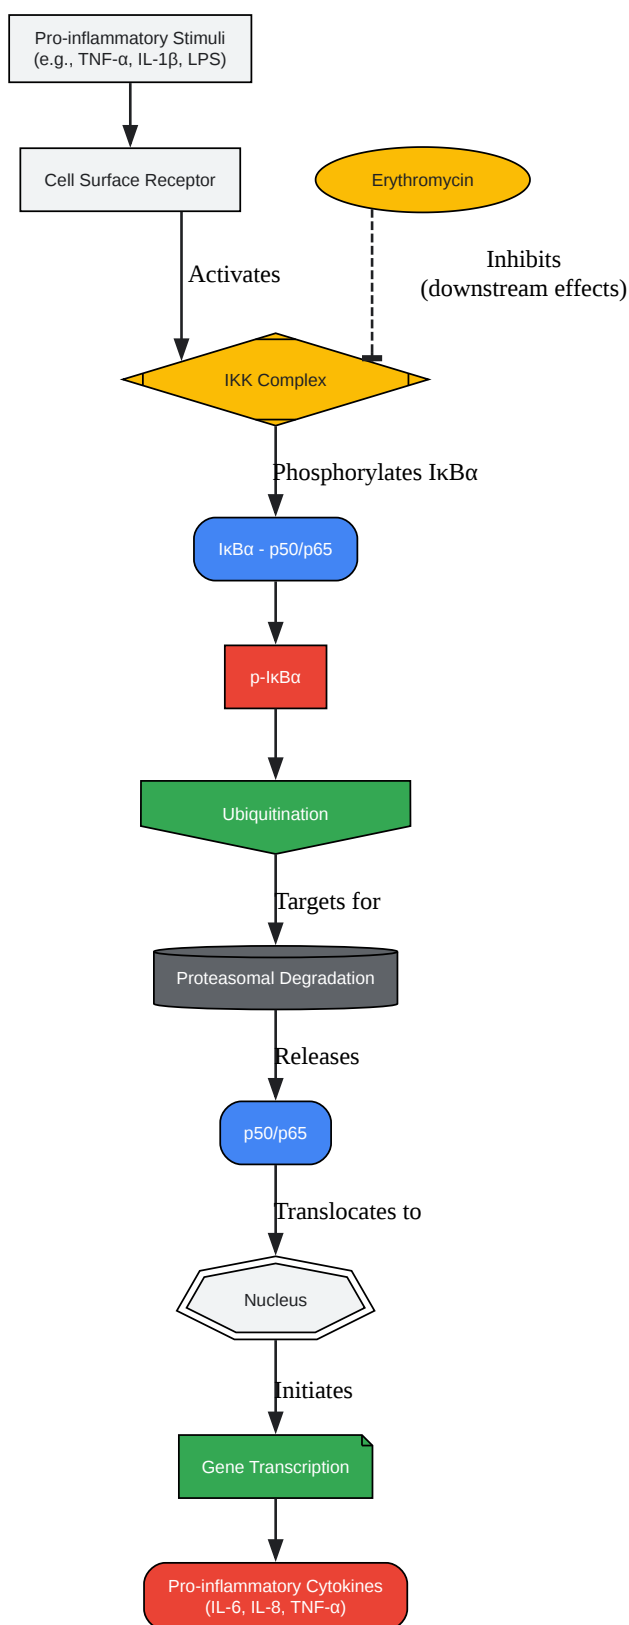 Pro-inflammatory Stimuli
(e.g., TNF-α, IL-1β, LPS)
Cell Surface Receptor
Erythromycin
Activates
Inhibits
(downstream effects)
IKK Complex
Phosphorylates IκBα
IκBα - p50/p65
p-IκBα
Ubiquitination
Targets for
Proteasomal Degradation
Releases
p50/p65
Translocates to
Nucleus
Initiates
Gene Transcription
Pro-inflammatory Cytokines
(IL-6, IL-8, TNF-α)